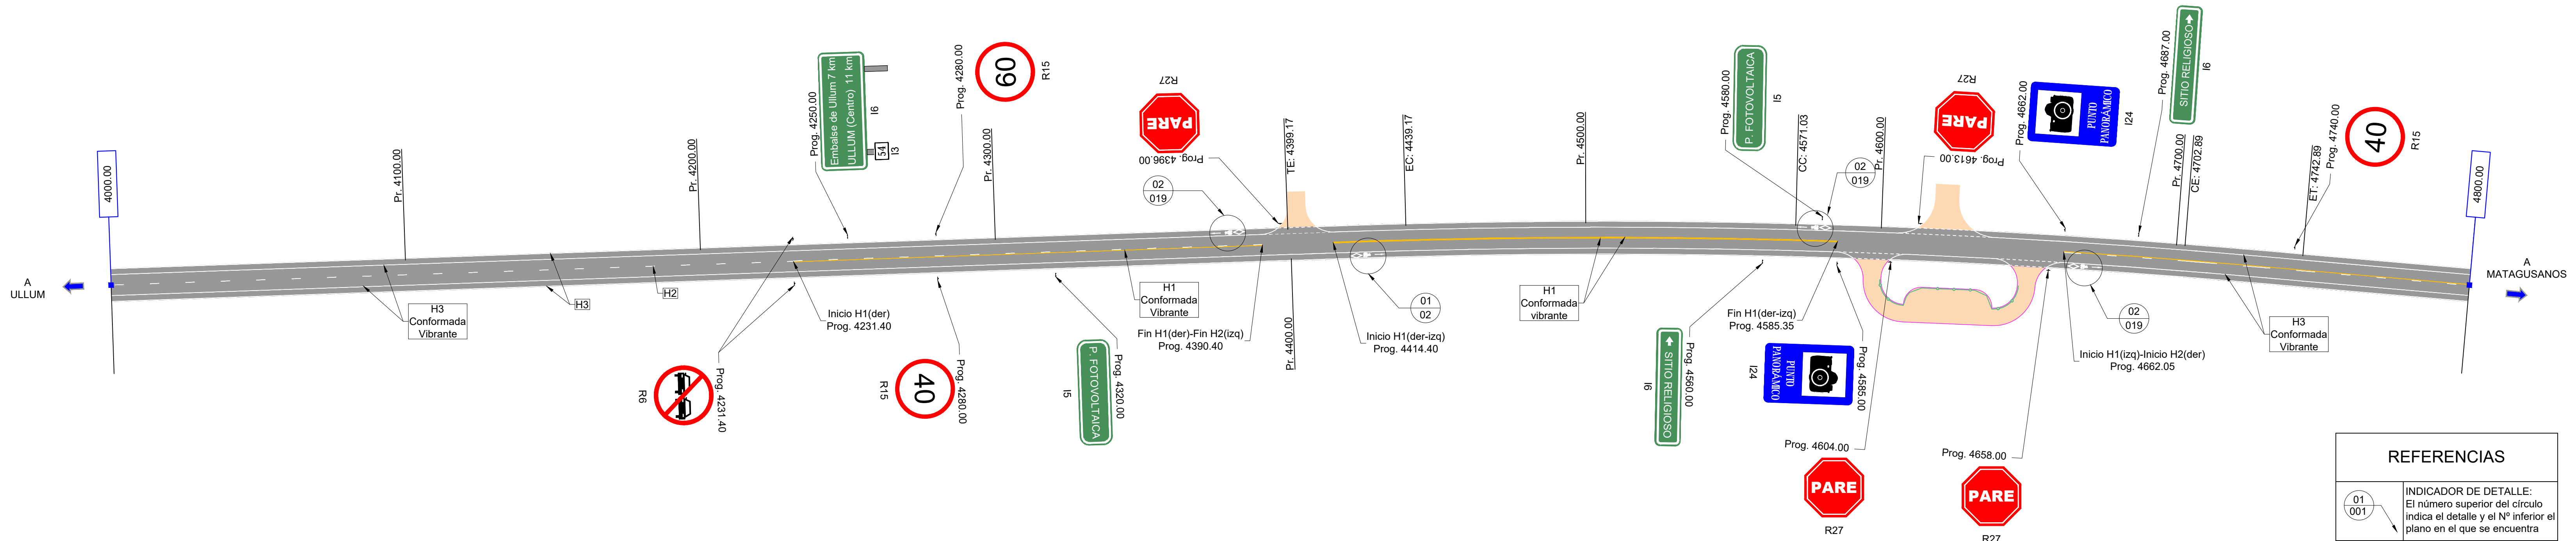 A
ULLUM
4000.00
Pr. 4100.00
H3
Conformada
Vibrante
H3
H2
Pr. 4200.00
R6
Prog. 4231.40
Inicio H1(der)
Prog. 4231.40
Prog. 4250.00
Embalse de Ullum 7 km
ULLUM (Centro) 11 km
I6
54
I3
Prog. 4280.00
60
R15
Pr. 4300.00
R15
40
Prog. 4280.00
I5
P. FOTOVOLTAICA
Prog. 4320.00
H1
Conformada
Vibrante
Fin H1(der)-Fin H2(izq)
Prog. 4390.40
R27
PARE
Prog. 4396.00
02
019
TE: 4399.17
Pr. 4400.00
Inicio H1(der-izq)
Prog. 4414.40
01
02
EC: 4439.17
Pr. 4500.00
H1
Conformada
vibrante
I6
SITIO RELIGIOSO
Prog. 4560.00
Prog. 4580.00
P. FOTOVOLTAICA
I5
CC: 4571.03
02
019
Fin H1(der-izq)
Prog. 4585.35
I24
PUNTO
PANORÁMICO
Prog. 4585.00
Pr. 4600.00
Prog. 4604.00
PARE
R27
R27
PARE
Prog. 4613.00
Prog. 4658.00
PARE
R27
Prog. 4662.00
PUNTO
PANORÁMICO
I24
Inicio H1(izq)-Inicio H2(der)
Prog. 4662.05
02
019
Prog. 4687.00
SITIO RELIGIOSO
I6
Pr. 4700.00
CE: 4702.89
H3
Conformada
Vibrante
ET: 4742.89
Prog. 4740.00
40
R15
4800.00
A
MATAGUSANOS
REFERENCIAS
01
001
INDICADOR DE DETALLE:
El número superior del círculo
indica el detalle y el Nº inferior el
plano en el que se encuentra